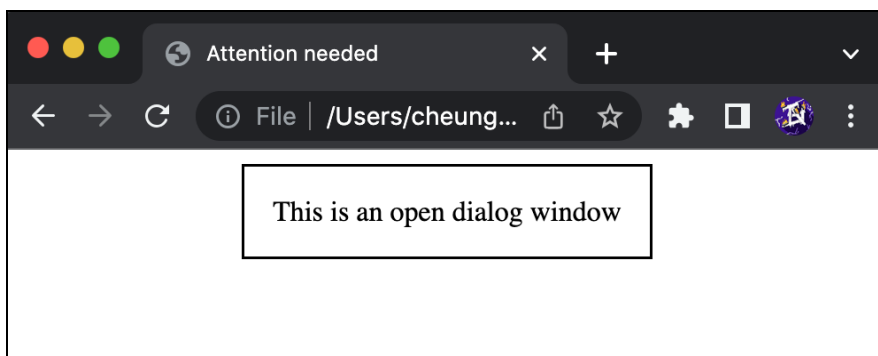 Attention needed
File /Users/cheung...
This is an open dialog window